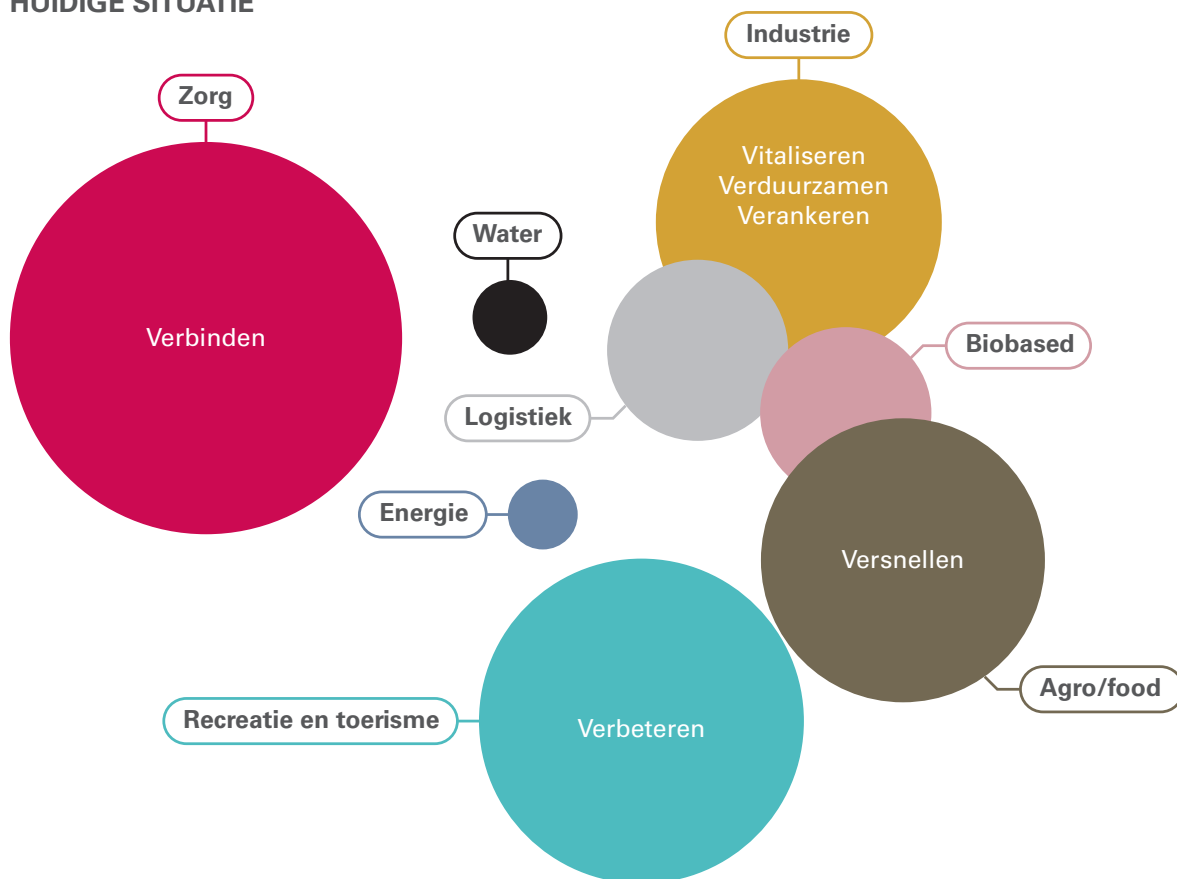 HUIDIGE SITUATIE
Industrie
Zorg
Vitaliseren
Verduurzamen
Verankeren
Water
Verbinden
Biobased
Logistiek
Energie
Versnellen
Agro/food
Recreatie en toerisme
Verbeteren